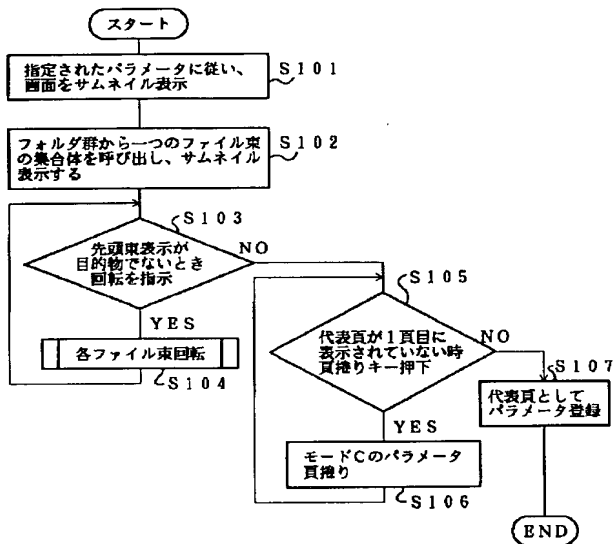 スタート
指定されたパラメータに従い、
画面をサムネイル表示
S101
フォルダ群から一つのファイル束
の集合体を呼び出し、サムネイル
表示する
S102
S103
先頭束表示が
目的物でないとき
回転を指示
NO
YES
各ファイル束回転
S104
S105
代表頁が1頁目に
表示されていない時
頁捲りキー押下
NO
YES
モードCのパラメータ
頁捲り
S106
S107
代表頁として
パラメータ登録
END